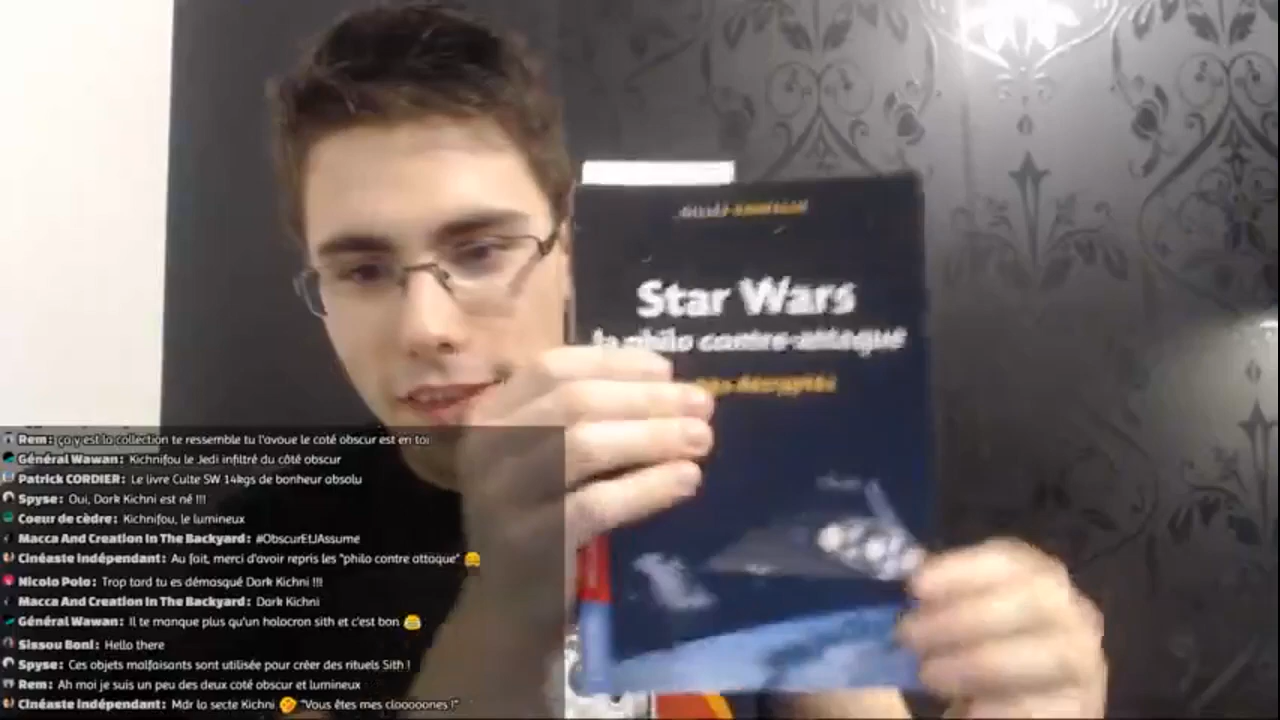 Star Wars
la philo contre-attaque
décryptée
Rem: ça y est la collection te ressemble tu l'avoue le coté obscur est en toi
Général Wawan: Kichnifou le Jedi infiltré du côté obscur
Patrick CORDIER: Le livre Culte SW 14kgs de bonheur absolu
Spyse: Oui, Dark Kichni est né !!!
Coeur de cèdre: Kichnifou, le lumineux
Macca And Creation In The Backyard: #ObscurEtJAssume
Cinéaste Indépendant: Au fait, merci d'avoir repris les "philo contre attaque" 😄
Nicolo Polo: Trop tard tu es démasqué Dark Kichni !!!
Macca And Creation In The Backyard: Dark Kichni
Général Wawan: Il te manque plus qu'un holocron sith et c'est bon 😂
Sissou Boni: Hello there
Spyse: Ces objets malfaisants sont utilisée pour créer des rituels Sith !
Rem: Ah moi je suis un peu des deux coté obscur et lumineux
Cinéaste Indépendant: Mdr la secte Kichni 🤣 "Vous êtes mes clooooones !"